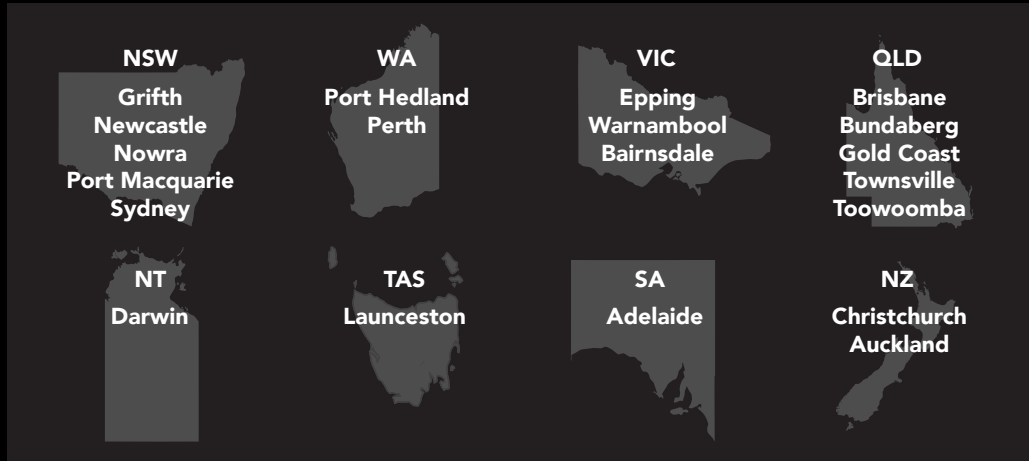 NSW
Grifth
Newcastle
Nowra
Port Macquarie
Sydney
WA
Port Hedland
Perth
VIC
Epping
Warnambool
Bairnsdale
QLD
Brisbane
Bundaberg
Gold Coast
Townsville
Toowoomba
NT
Darwin
TAS
Launceston
SA
Adelaide
NZ
Christchurch
Auckland